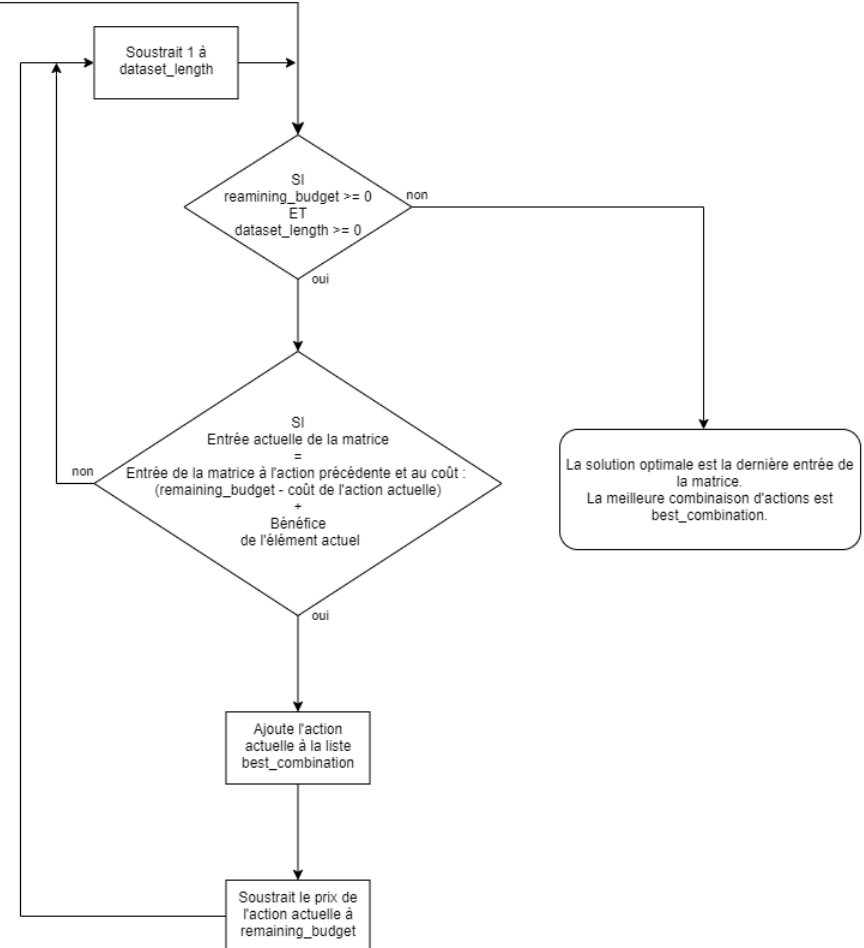 Soustrait 1 à
dataset_length
SI
reamining_budget >= 0
ET
dataset_length >= 0
non
oui
SI
Entrée actuelle de la matrice
=
Entrée de la matrice à l'action précédente et au coût :
(remaining_budget - coût de l'action actuelle)
+
Bénéfice
de l'élément actuel
non
oui
La solution optimale est la dernière entrée de
la matrice.
La meilleure combinaison d'actions est
best_combination.
Ajoute l'action
actuelle à la liste
best_combination
Soustrait le prix de
l'action actuelle à
remaining_budget